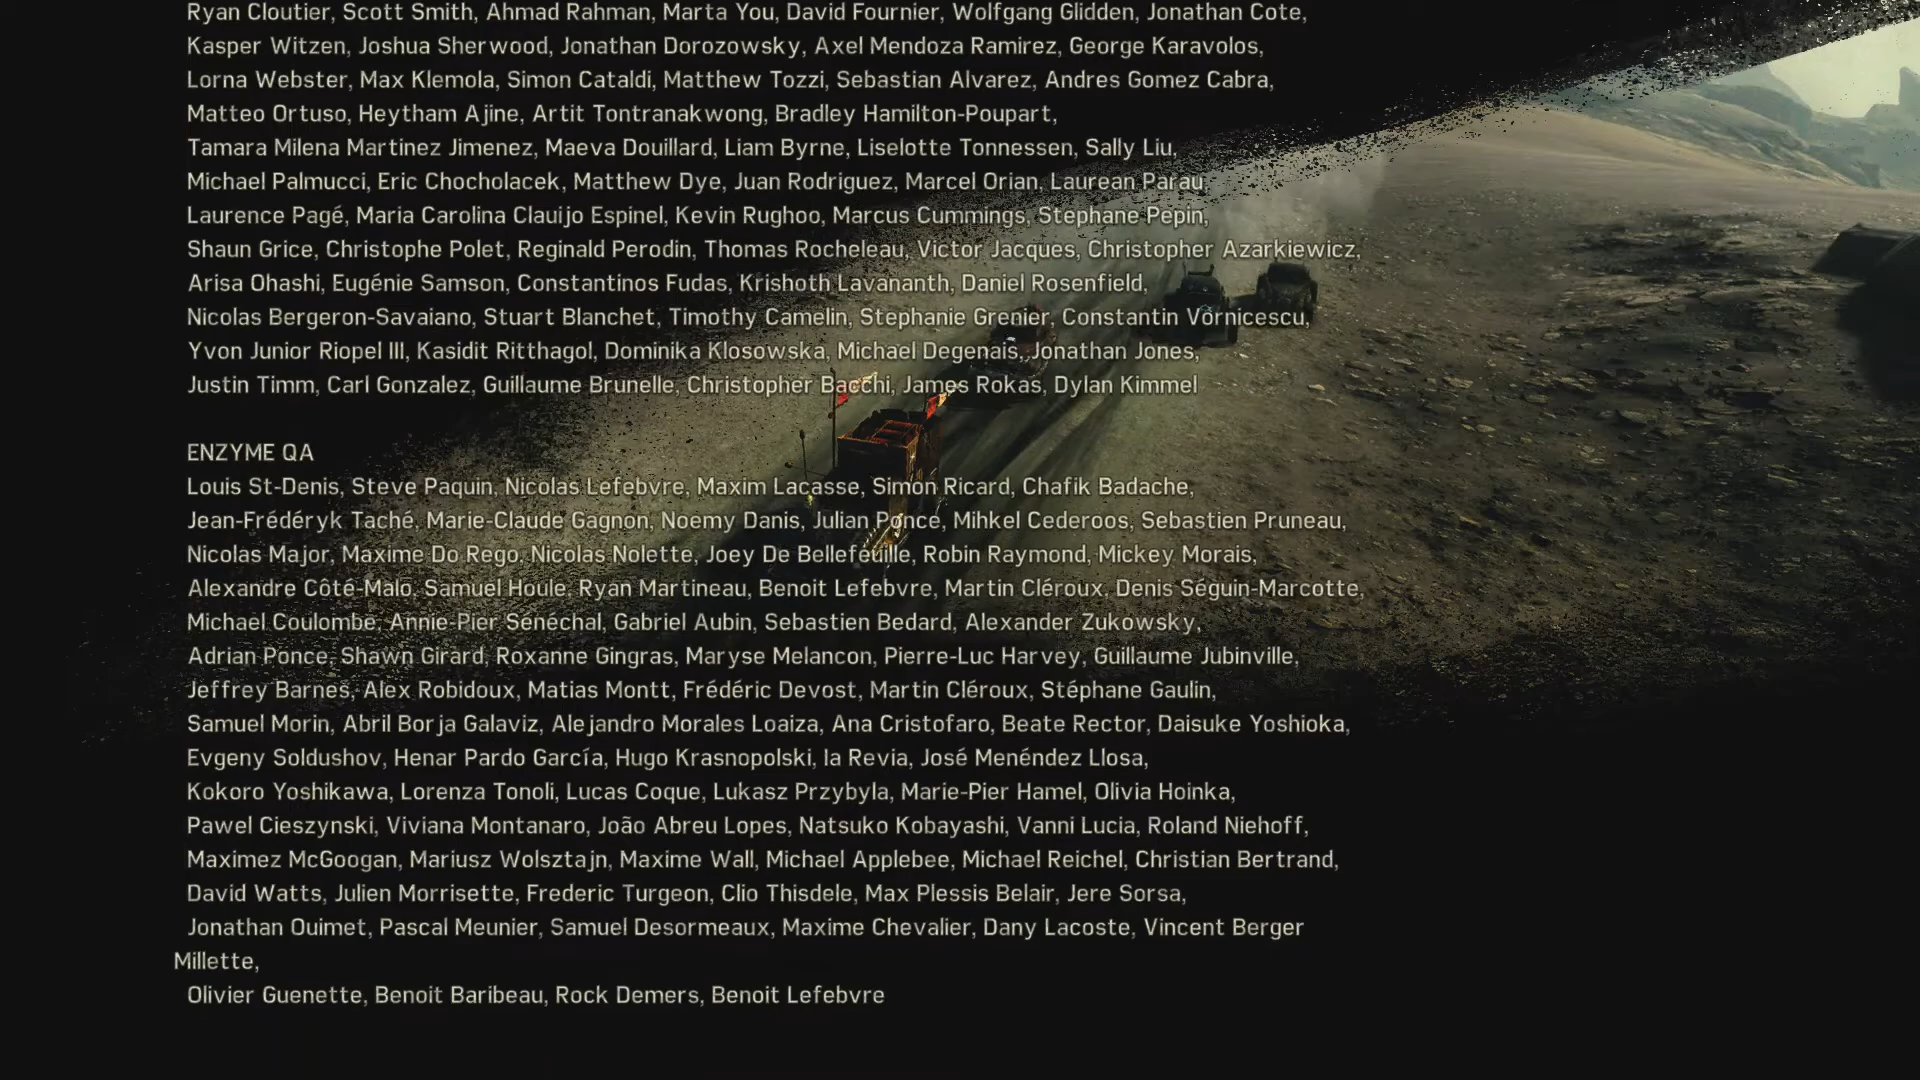 Ryan Cloutier, Scott Smith, Ahmad Rahman, Marta You, David Fournier, Wolfgang Glidden, Jonathan Cote,
Kasper Witzen, Joshua Sherwood, Jonathan Dorozowsky, Axel Mendoza Ramirez, George Karavolos,
Lorna Webster, Max Klemola, Simon Cataldi, Matthew Tozzi, Sebastian Alvarez, Andres Gomez Cabra,
Matteo Ortuso, Heytham Ajine, Artit Tontranakwong, Bradley Hamilton-Poupart,
Tamara Milena Martinez Jimenez, Maeva Douillard, Liam Byrne, Liselotte Tonnessen, Sally Liu,
Michael Palmucci, Eric Chocholacek, Matthew Dye, Juan Rodriguez, Marcel Orian, Laurean Parau,
Laurence Pagé, Maria Carolina Clauijo Espinel, Kevin Rughoo, Marcus Cummings, Stephane Pepin,
Shaun Grice, Christophe Polet, Reginald Perodin, Thomas Rocheleau, Victor Jacques, Christopher Azarkiewicz,
Arisa Ohashi, Eugénie Samson, Constantinos Fudas, Krishoth Lavananth, Daniel Rosenfield,
Nicolas Bergeron-Savaiano, Stuart Blanchet, Timothy Camelin, Stephanie Grenier, Constantin Vornicescu,
Yvon Junior Riopel III, Kasidit Ritthagol, Dominika Klosowska, Michael Degenais, Jonathan Jones,
Justin Timm, Carl Gonzalez, Guillaume Brunelle, Christopher Bacchi, James Rokas, Dylan Kimmel
ENZYME QA
Louis St-Denis, Steve Paquin, Nicolas Lefebvre, Maxim Lacasse, Simon Ricard, Chafik Badache,
Jean-Frédéryk Taché, Marie-Claude Gagnon, Noemy Danis, Julian Ponce, Mihkel Cederoos, Sebastien Pruneau,
Nicolas Major, Maxime Do Rego, Nicolas Nolette, Joey De Bellefeuille, Robin Raymond, Mickey Morais,
Alexandre Côté-Malo, Samuel Houle, Ryan Martineau, Benoit Lefebvre, Martin Cléroux, Denis Séguin-Marcotte,
Michael Coulombe, Annie-Pier Sénéchal, Gabriel Aubin, Sebastien Bedard, Alexander Zukowsky,
Adrian Ponce, Shawn Girard, Roxanne Gingras, Maryse Melancon, Pierre-Luc Harvey, Guillaume Jubinville,
Jeffrey Barnes, Alex Robidoux, Matias Montt, Frédéric Devost, Martin Cléroux, Stéphane Gaulin,
Samuel Morin, Abril Borja Galaviz, Alejandro Morales Loaiza, Ana Cristofaro, Beate Rector, Daisuke Yoshioka,
Evgeny Soldushov, Henar Pardo García, Hugo Krasnopolski, Ia Revia, José Menéndez Llosa,
Kokoro Yoshikawa, Lorenza Tonoli, Lucas Coque, Lukasz Przybyla, Marie-Pier Hamel, Olivia Hoinka,
Pawel Cieszynski, Viviana Montanaro, João Abreu Lopes, Natsuko Kobayashi, Vanni Lucia, Roland Niehoff,
Maximez McGoogan, Mariusz Wolsztajn, Maxime Wall, Michael Applebee, Michael Reichel, Christian Bertrand,
David Watts, Julien Morrisette, Frederic Turgeon, Clio Thisdele, Max Plessis Belair, Jere Sorsa,
Jonathan Ouimet, Pascal Meunier, Samuel Desormeaux, Maxime Chevalier, Dany Lacoste, Vincent Berger
Millette,
Olivier Guenette, Benoit Baribeau, Rock Demers, Benoit Lefebvre